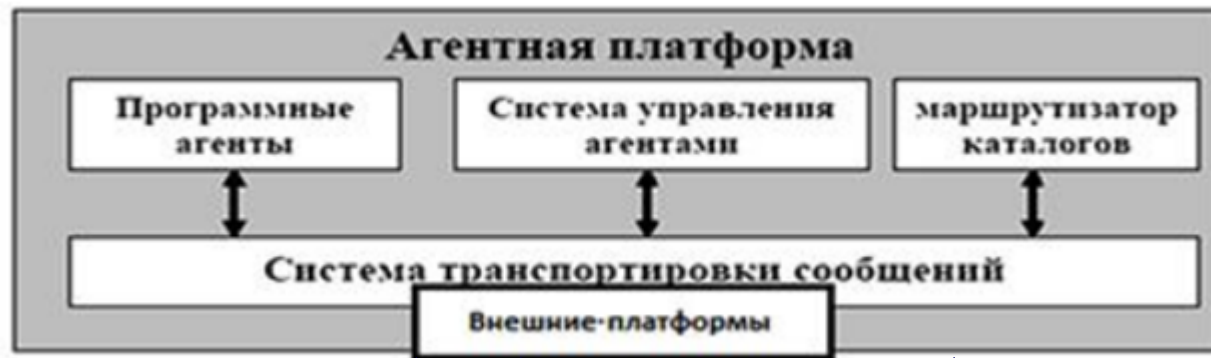 Агентная платформа
Программные
агенты
Система управления
агентами
маршрутизатор
каталогов
Система транспортировки сообщений
Внешние·платформы